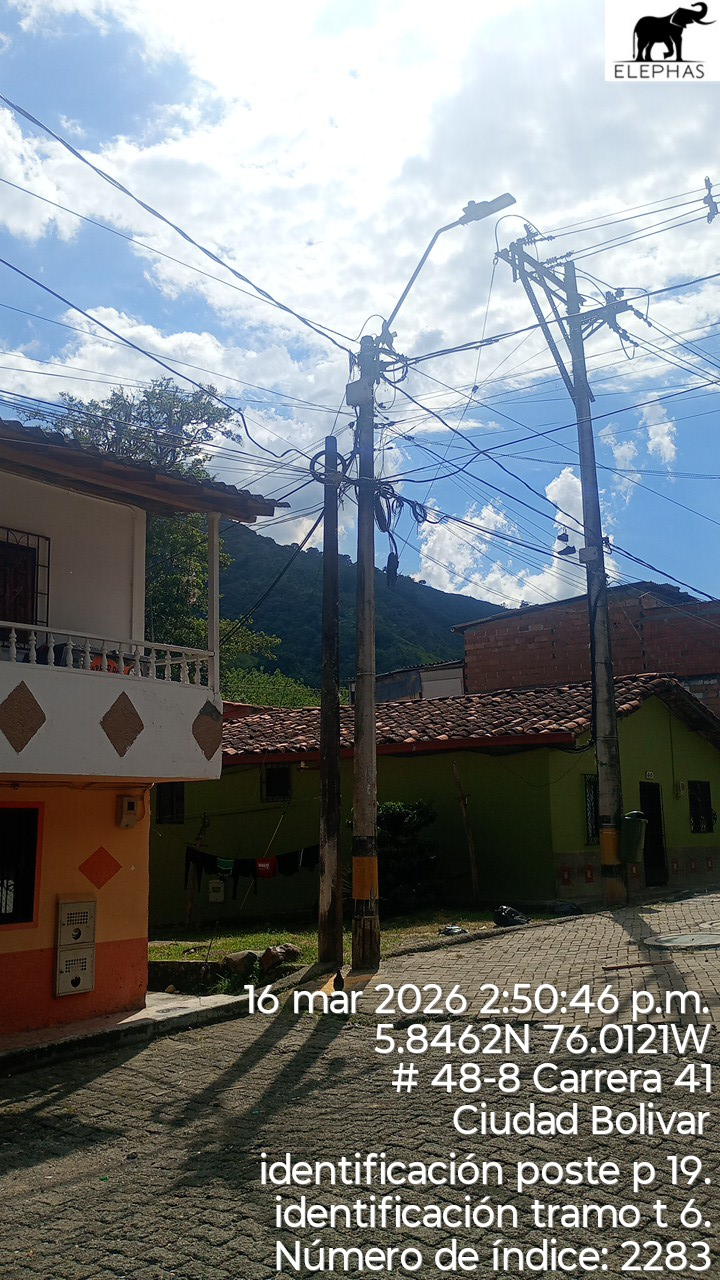 ELEPHAS
16 mar 2026 2:50:46 p.m.
5.8462N 76.0121W
# 48-8 Carrera 41
Ciudad Bolivar
identificación poste p 19.
identificación tramo t 6.
Número de índice: 2283